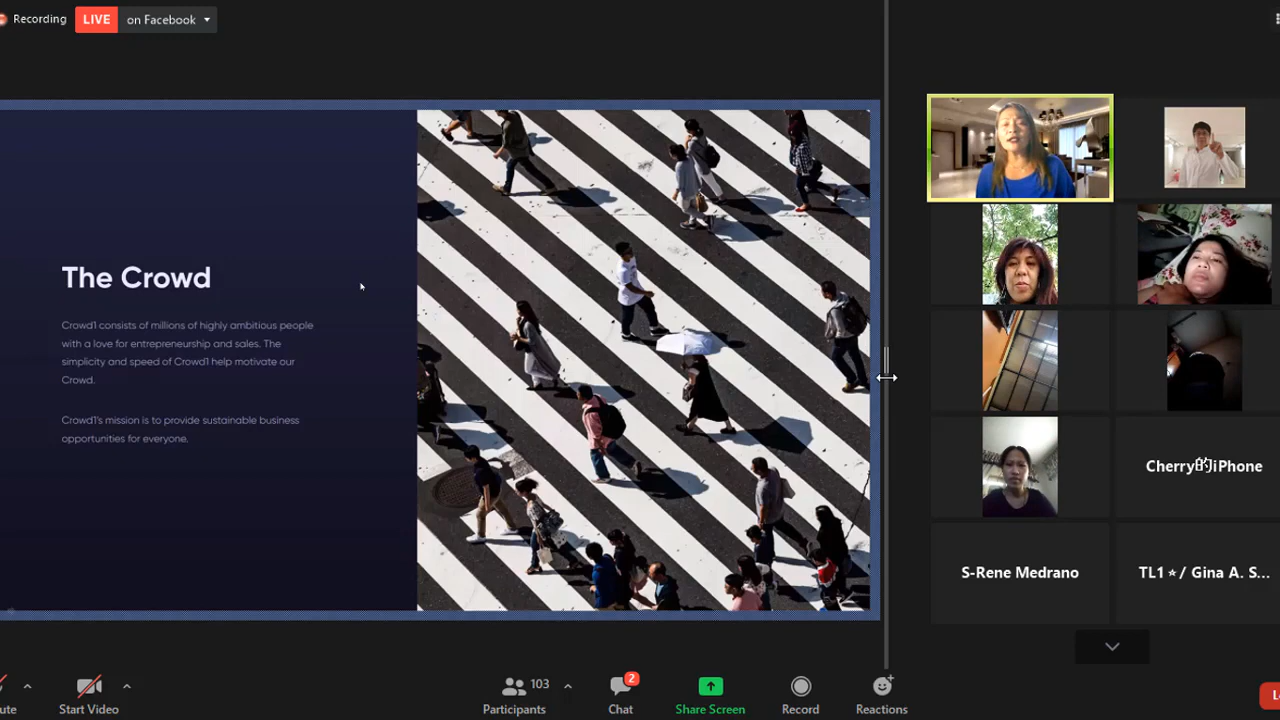 Recording
LIVE on Facebook
The Crowd
Crowd1 consists of millions of highly ambitious people
with a love for entrepreneurship and sales. The
simplicity and speed of Crowd1 help motivate our
Crowd.
Crowd1's mission is to provide sustainable business
opportunities for everyone.
Cherry的iPhone
S-Rene Medrano
TL1⭐/ Gina A. S...
ute
Start Video
103
Participants
2
Chat
Share Screen
Record
Reactions